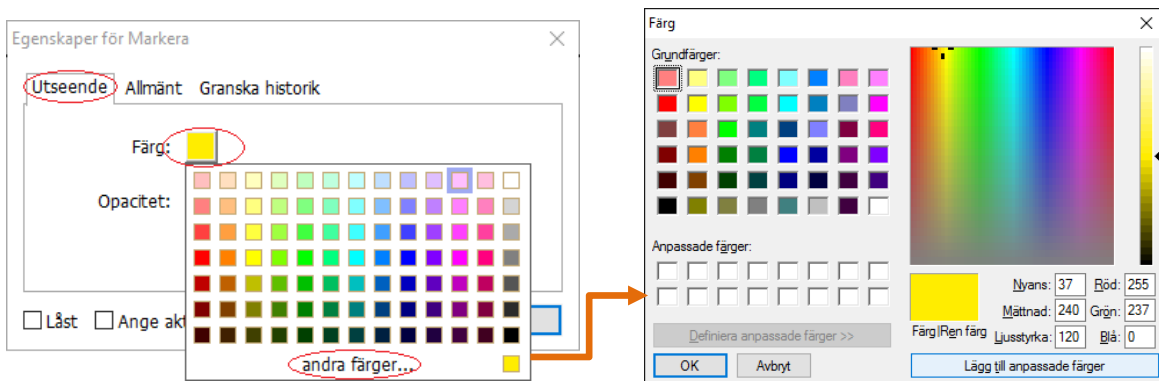 Egenskaper för Markera
Utseende Allmänt Granska historik
Färg:
Opacitet:
Låst Ange akt
andra färger...
Färg
Grundfärger:
Anpassade färger:
Definiera anpassade färger >>
OK Avbryt
Färg|Ren färg
Nyans: 37 Röd: 255
Mättnad: 240 Grön: 237
Ljusstyrka: 120 Blå: 0
Lägg till anpassade färger